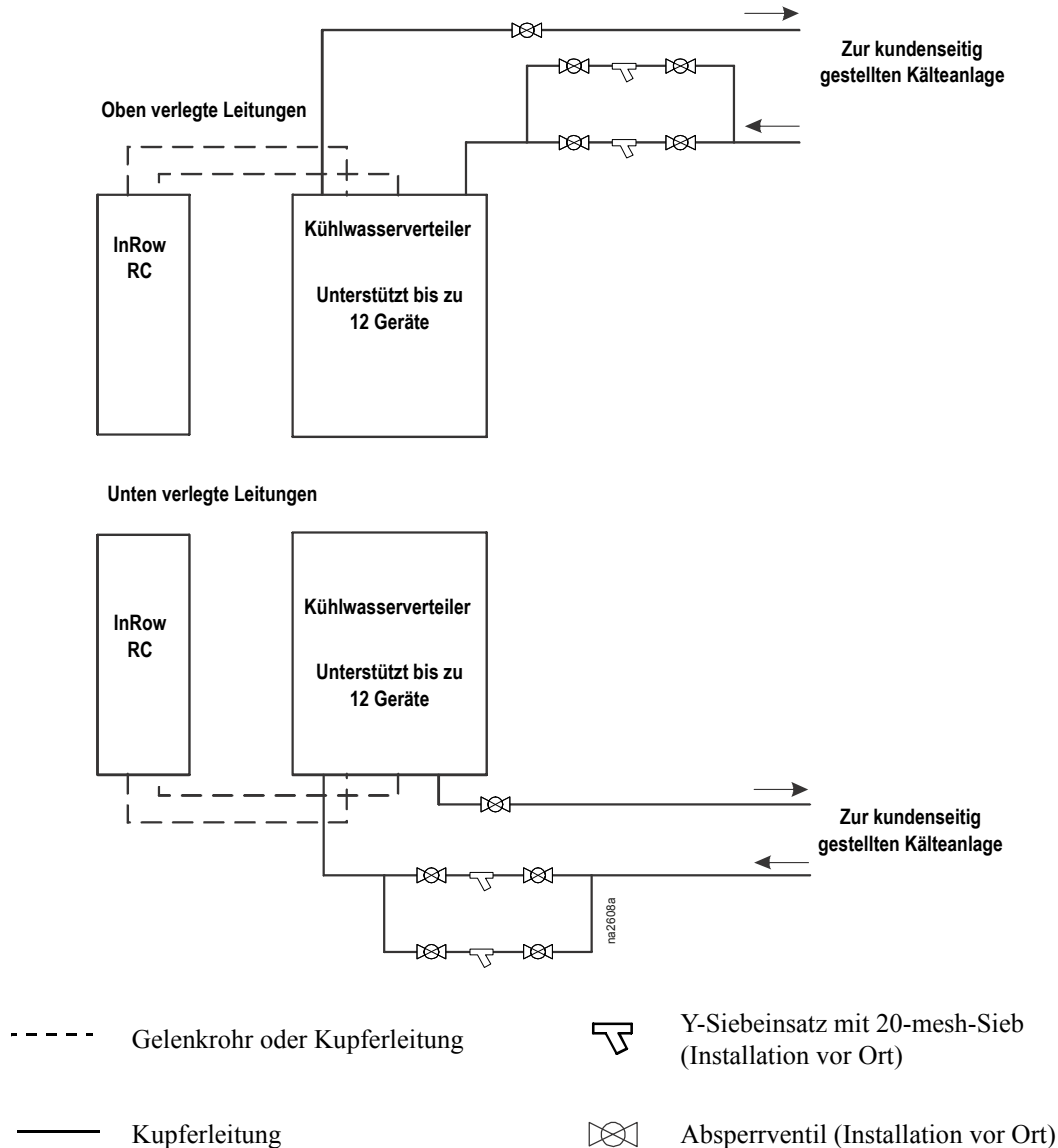 Zur kundenseitig
gestellten Kälteanlage
Oben verlegte Leitungen
InRow
RC
Kühlwasserverteiler
Unterstützt bis zu
12 Geräte
Unten verlegte Leitungen
InRow
RC
Kühlwasserverteiler
Unterstützt bis zu
12 Geräte
Zur kundenseitig
gestellten Kälteanlage
na2608a
Gelenkrohr oder Kupferleitung
Y-Siebeinsatz mit 20-mesh-Sieb
(Installation vor Ort)
Kupferleitung
Absperrventil (Installation vor Ort)